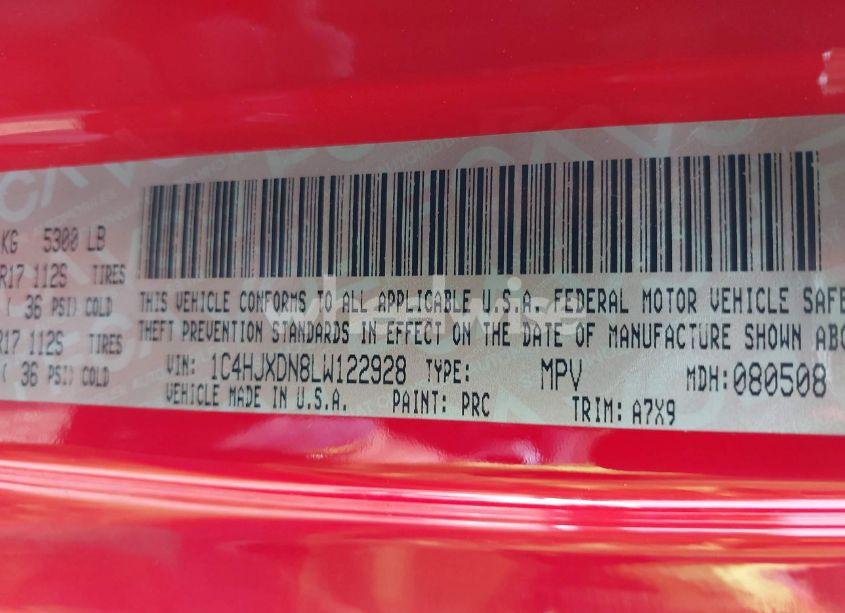 KG 5300 LB
R17 112S TIRES
( 36 PSI) COLD
R17 112S TIRES
( 36 PSI) COLD
THIS VEHICLE CONFORMS TO ALL APPLICABLE U.S.A. FEDERAL MOTOR VEHICLE SAFE
THEFT PREVENTION STANDARDS IN EFFECT ON THE DATE OF MANUFACTURE SHOWN ABO
VIN: 1C4HJXDN8LW122928 TYPE: MPV MDH:080508
VEHICLE MADE IN U.S.A. PAINT: PRC TRIM: A7X9